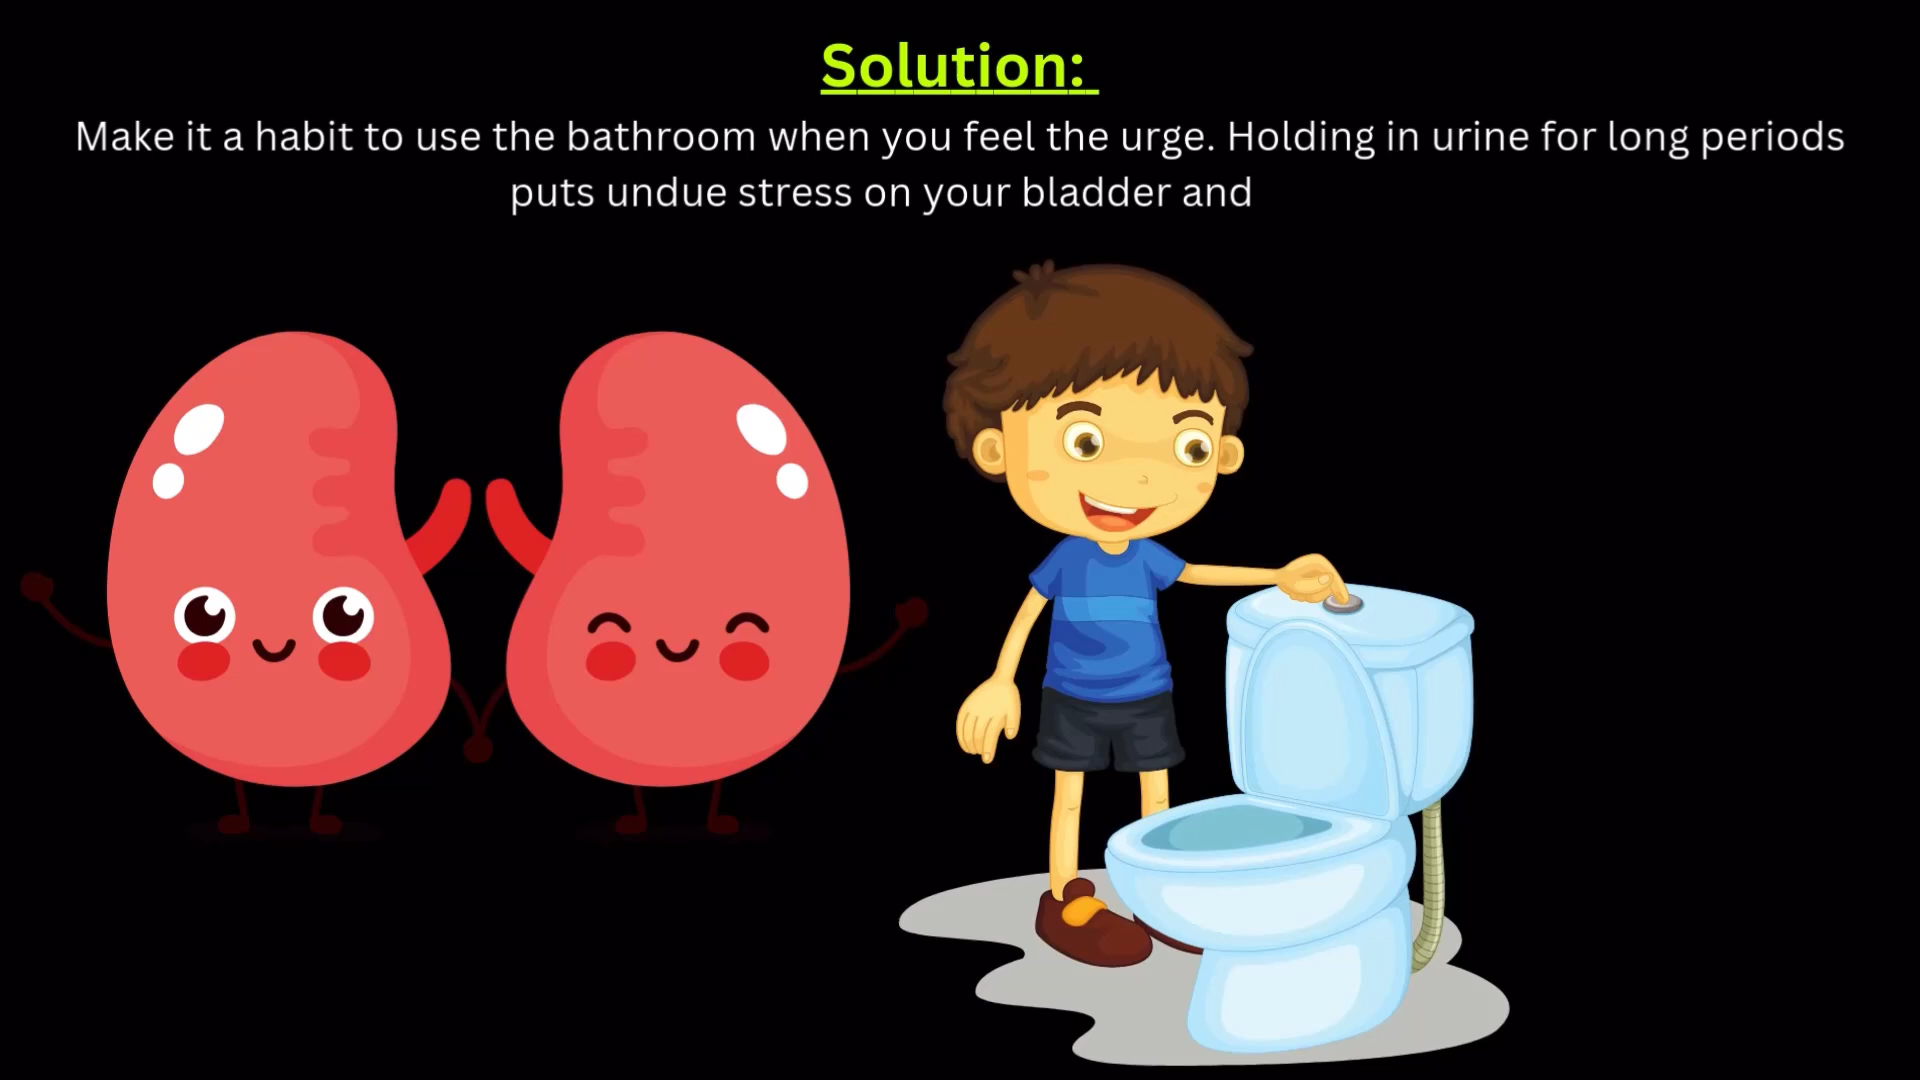 Solution:
Make it a habit to use the bathroom when you feel the urge. Holding in urine for long periods
puts undue stress on your bladder and